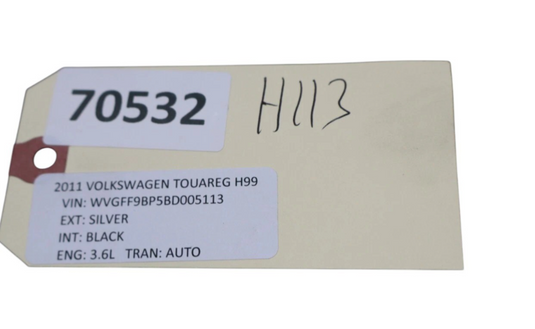 70532
H113
2011 VOLKSWAGEN TOUAREG H99
VIN: WVGFF9BP5BD005113
EXT: SILVER
INT: BLACK
ENG: 3.6L TRAN: AUTO